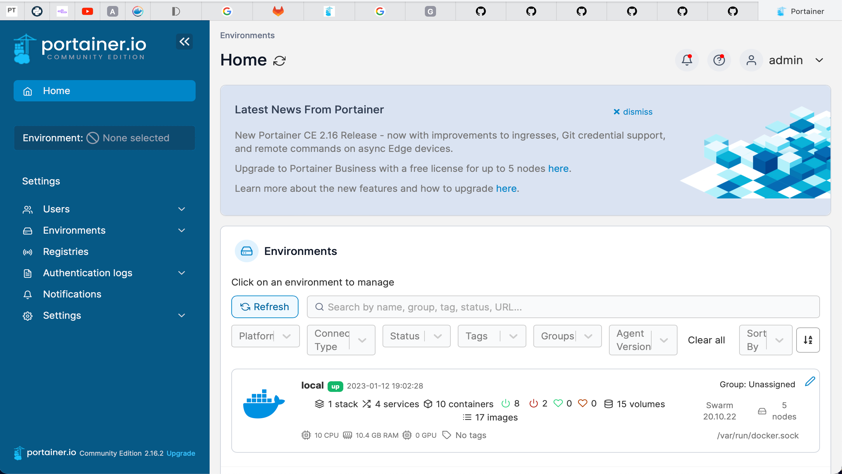 PT
A
G
Portainer
portainer.io
COMMUNITY EDITION
Home
Environment: None selected
Settings
Users
Environments
Registries
Authentication logs
Notifications
Settings
portainer.io Community Edition 2.16.2 Upgrade
Environments
Home
admin
Latest News From Portainer
dismiss
New Portainer CE 2.16 Release - now with improvements to ingresses, Git credential support,
and remote commands on async Edge devices.
Upgrade to Portainer Business with a free license for up to 5 nodes here.
Learn more about the new features and how to upgrade here.
Environments
Click on an environment to manage
Refresh
Search by name, group, tag, status, URL...
Platform
Connec
Type
Status
Tags
Groups
Agent
Version
Clear all
Sort
By
local up 2023-01-12 19:02:28
Group: Unassigned
1 stack 4 services 10 containers 8 2 0 0 15 volumes
17 images
Swarm
20.10.22
5
nodes
10 CPU 10.4 GB RAM 0 GPU No tags
/var/run/docker.sock